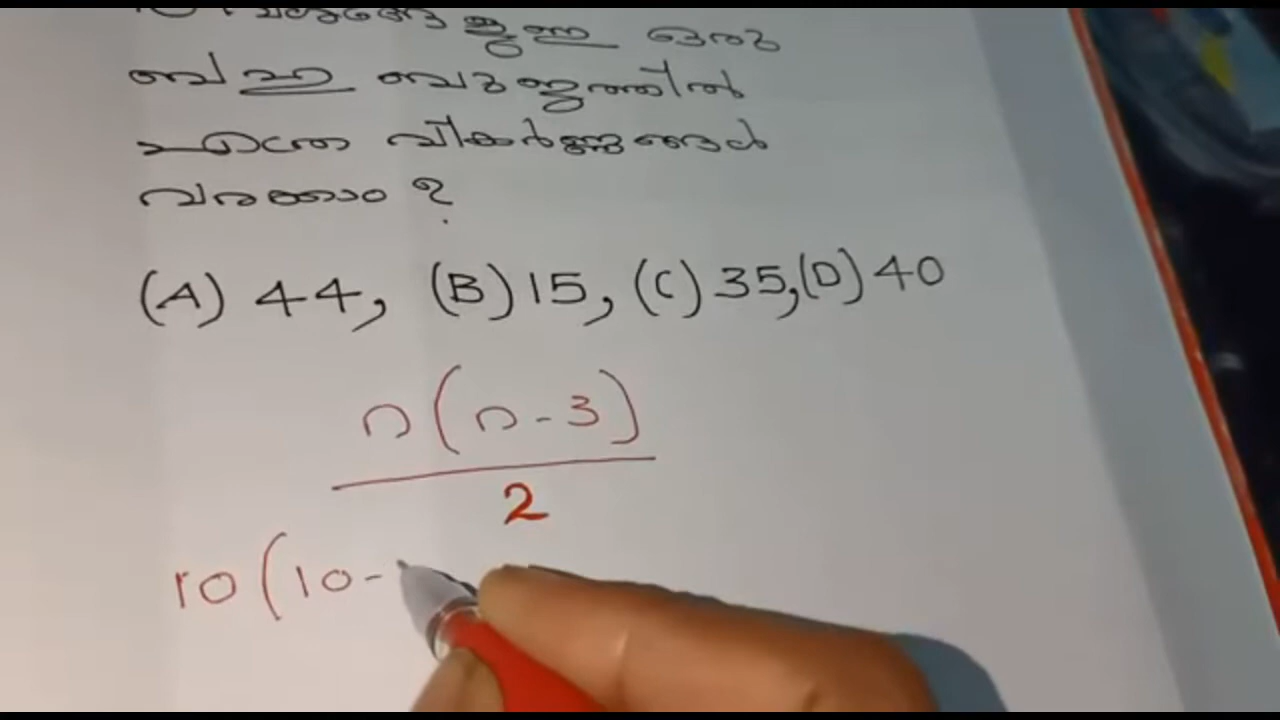 ഒരു
ബഹു ബുജത്തിൽ
എത്ര വികർണ്ണങ്ങൾ
വരക്കാം ?
(A) 44, (B) 15, (C) 35, (D) 40
n(n-3)
2
10(10-